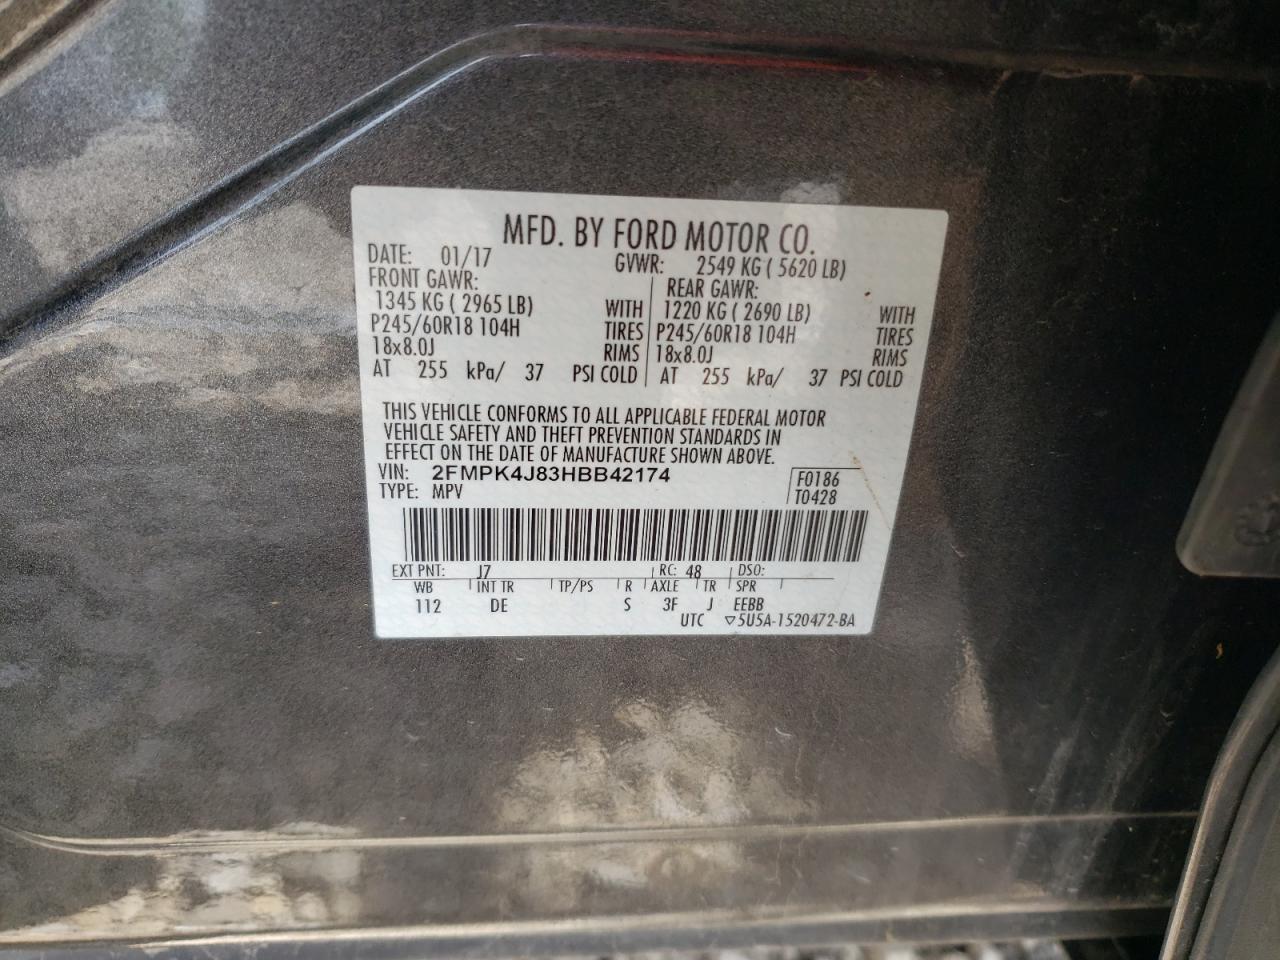 MFD. BY FORD MOTOR CO.
DATE: 01/17 GVWR: 2549 KG ( 5620 LB)
FRONT GAWR: REAR GAWR:
1345 KG ( 2965 LB) WITH 1220 KG ( 2690 LB) WITH
P245/60R18 104H TIRES P245/60R18 104H TIRES
18x8.0J RIMS 18x8.0J RIMS
AT 255 kPa/ 37 PSI COLD AT 255 kPa/ 37 PSI COLD
THIS VEHICLE CONFORMS TO ALL APPLICABLE FEDERAL MOTOR
VEHICLE SAFETY AND THEFT PREVENTION STANDARDS IN
EFFECT ON THE DATE OF MANUFACTURE SHOWN ABOVE.
VIN: 2FMPK4J83HBB42174 F0186
TYPE: MPV T0428
EXT PNT: J7 RC: 48 DSO:
WB INT TR TP/PS R AXLE TR SPR
112 DE S 3F J EEBB
UTC ▽5U5A-1520472-BA